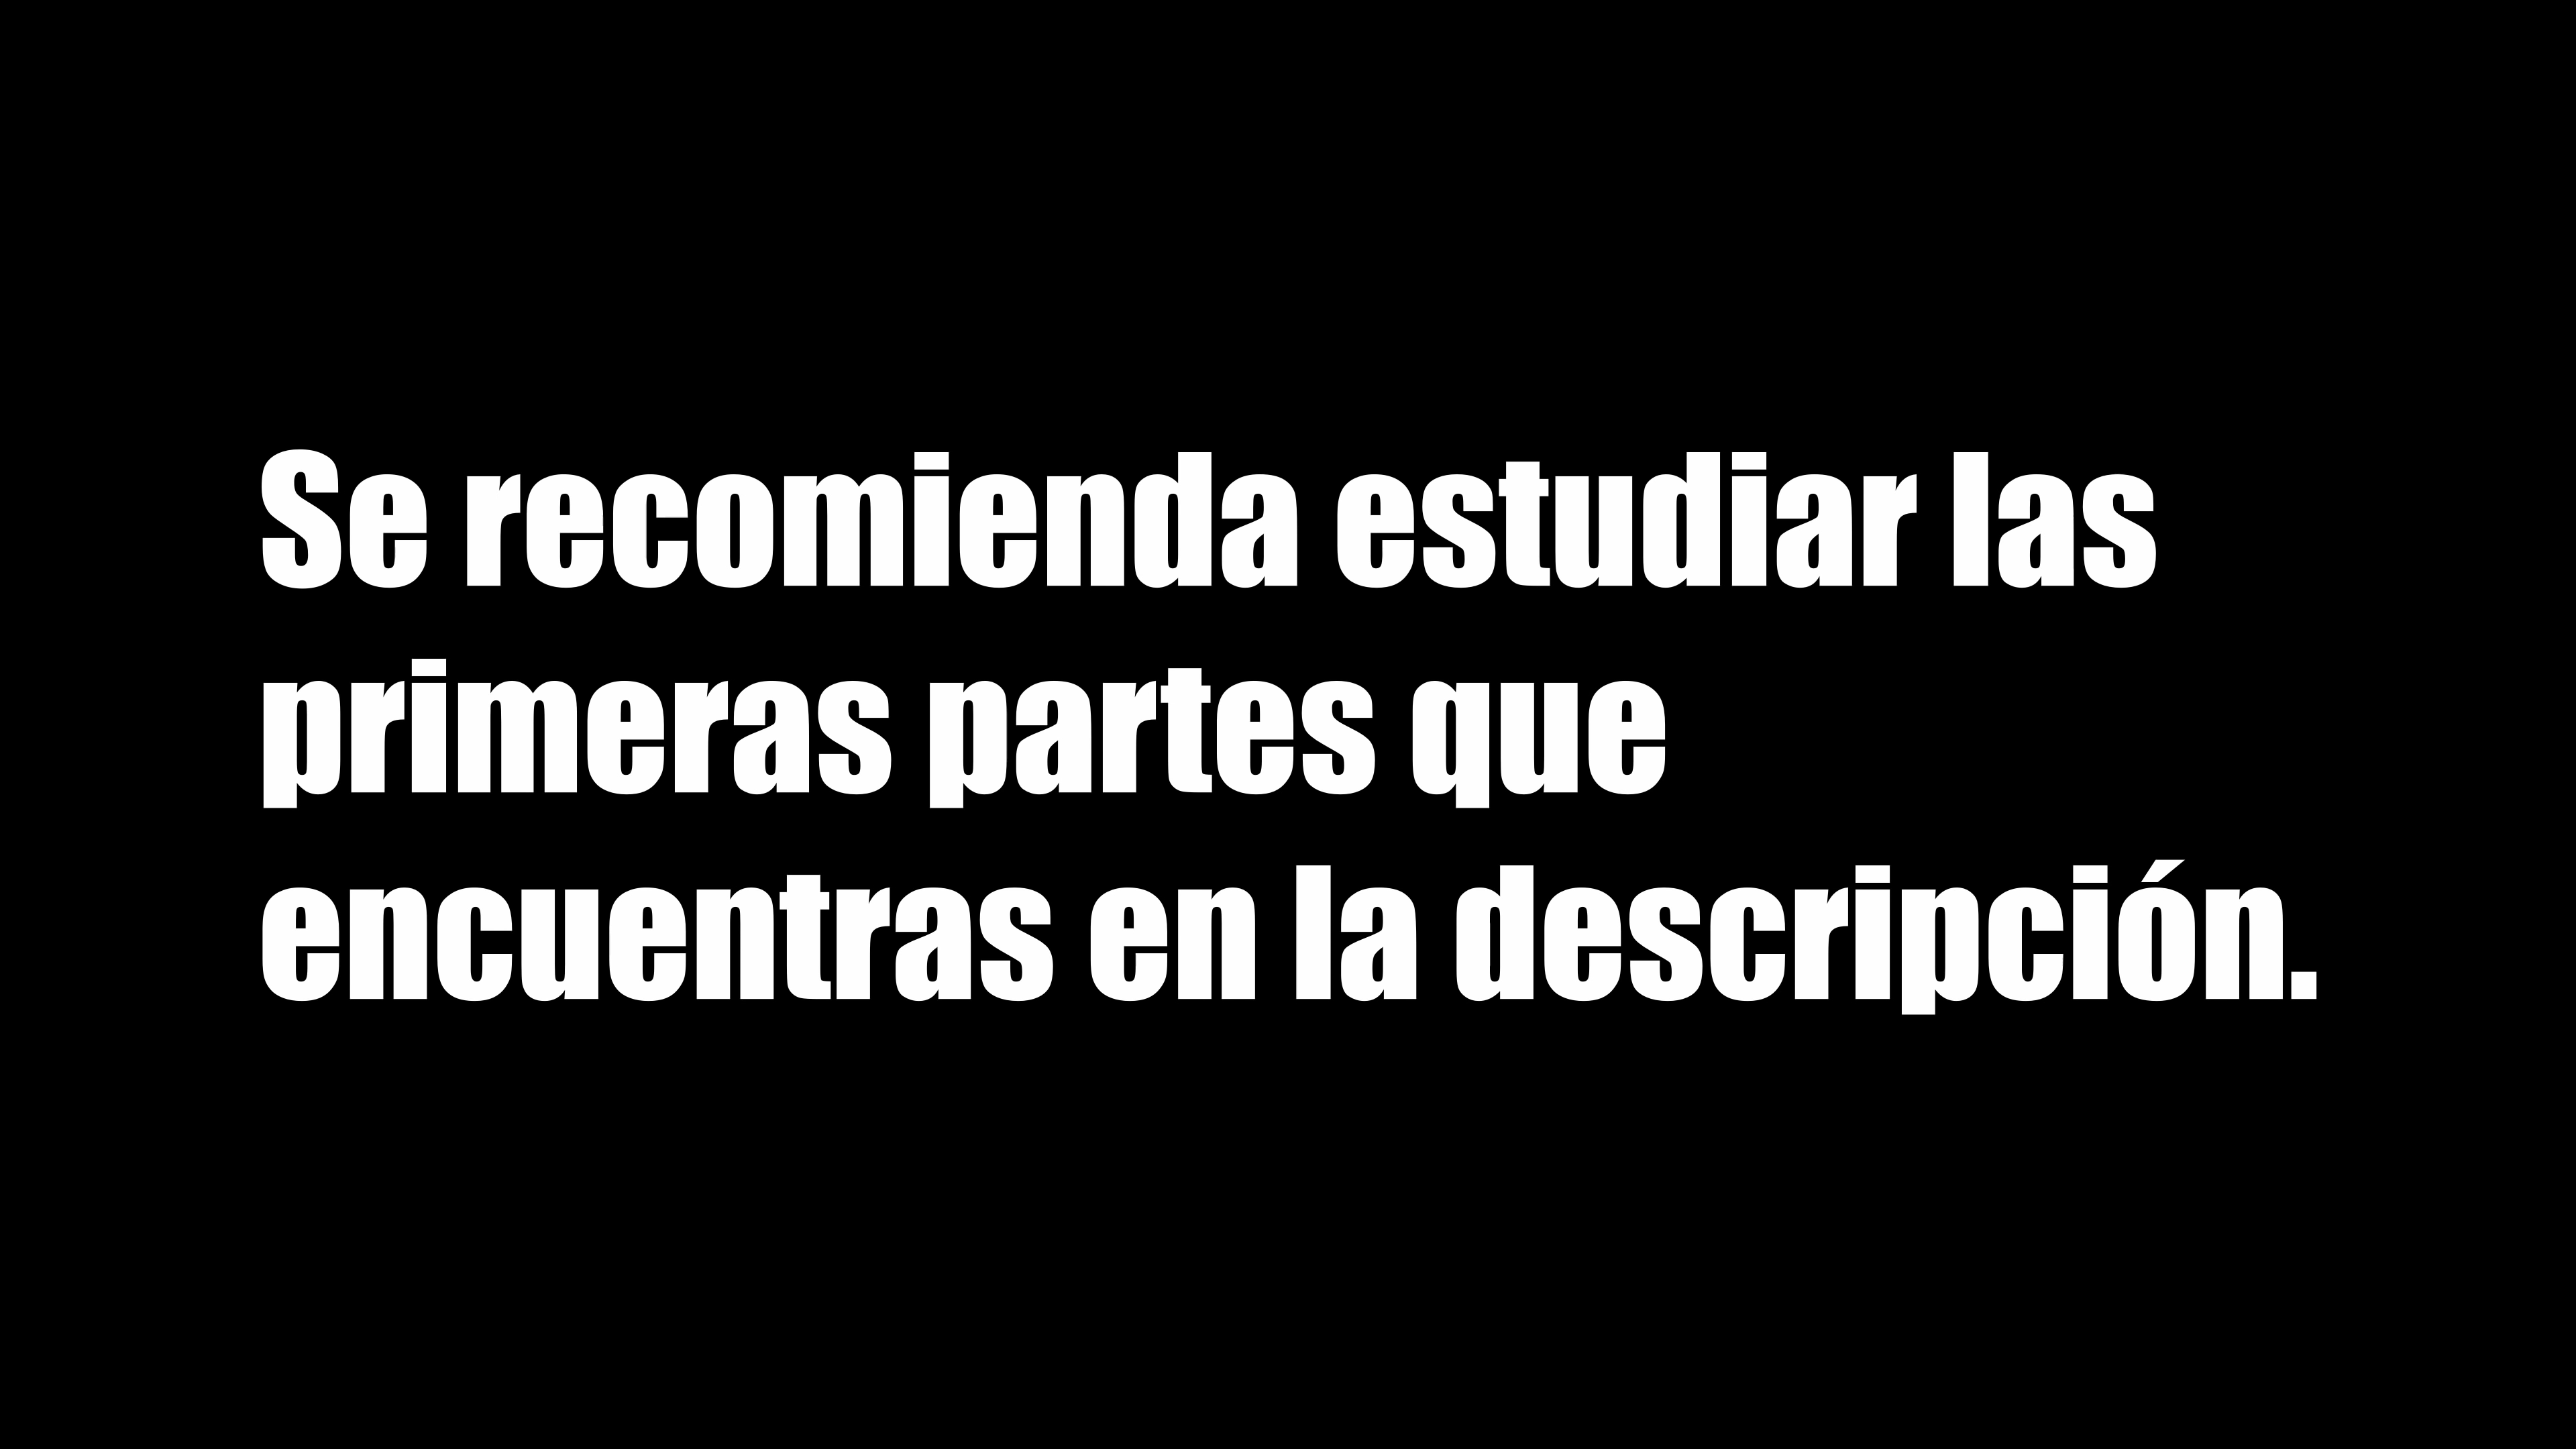 Se recomienda estudiar las
primeras partes que
encuentras en la descripción.